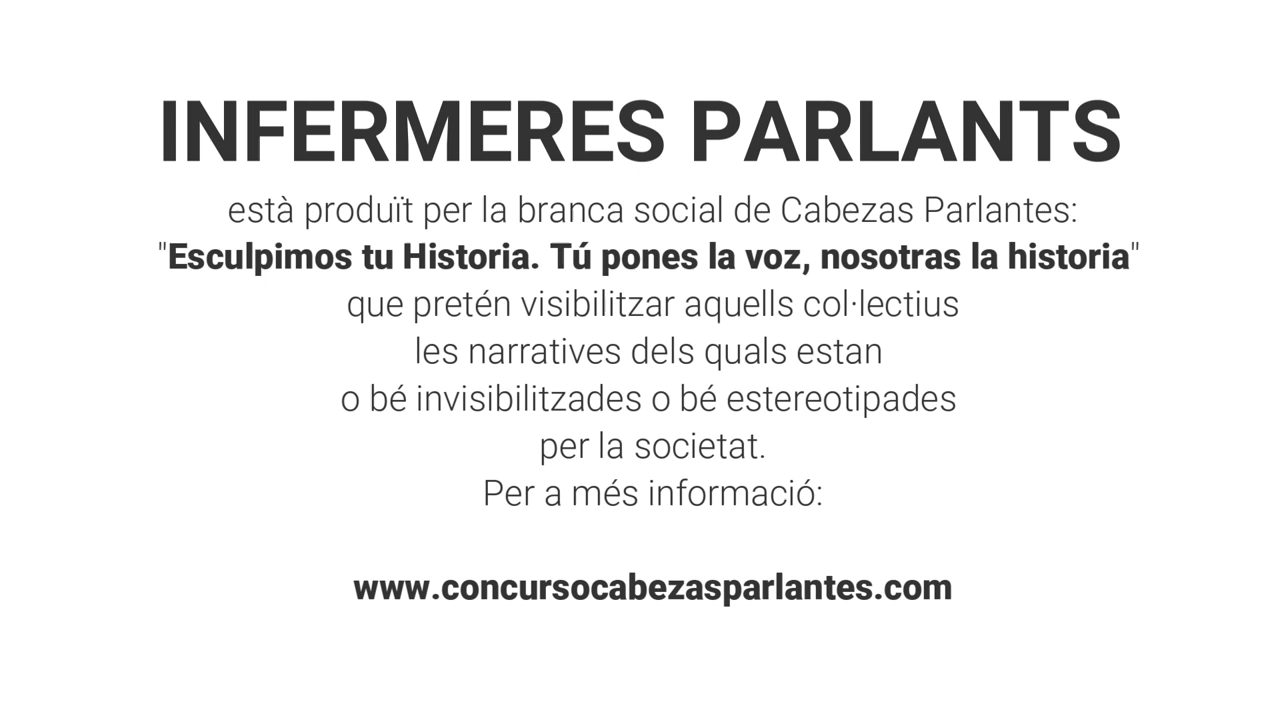 INFERMERES PARLANTS
està produït per la branca social de Cabezas Parlantes:
"Esculpimos tu Historia. Tú pones la voz, nosotras la historia"
que pretén visibilitzar aquells col·lectius
les narratives dels quals estan
o bé invisibilitzades o bé estereotipades
per la societat.
Per a més informació:
www.concursocabezasparlantes.com